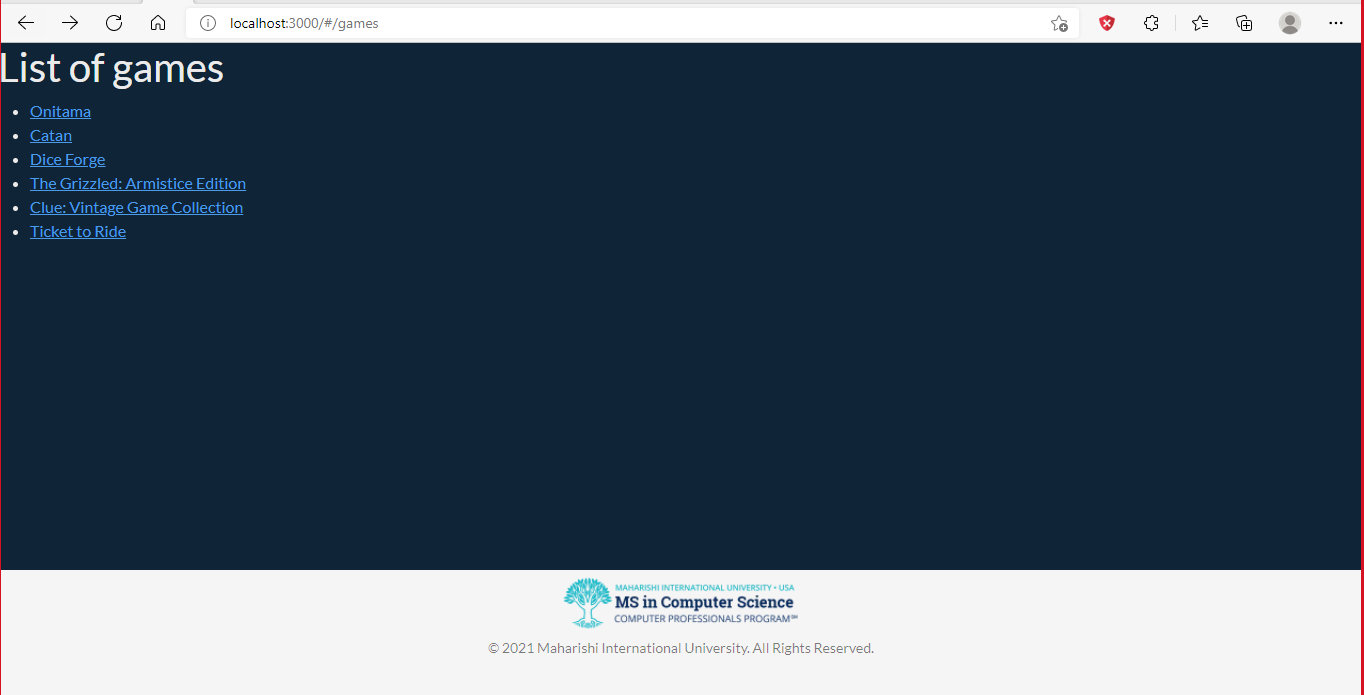 localhost:3000/#/games
List of games
Onitama
Catan
Dice Forge
The Grizzled: Armistice Edition
Clue: Vintage Game Collection
Ticket to Ride
MAHARISHI INTERNATIONAL UNIVERSITY • USA
MS in Computer Science
COMPUTER PROFESSIONALS PROGRAM℠
© 2021 Maharishi International University. All Rights Reserved.